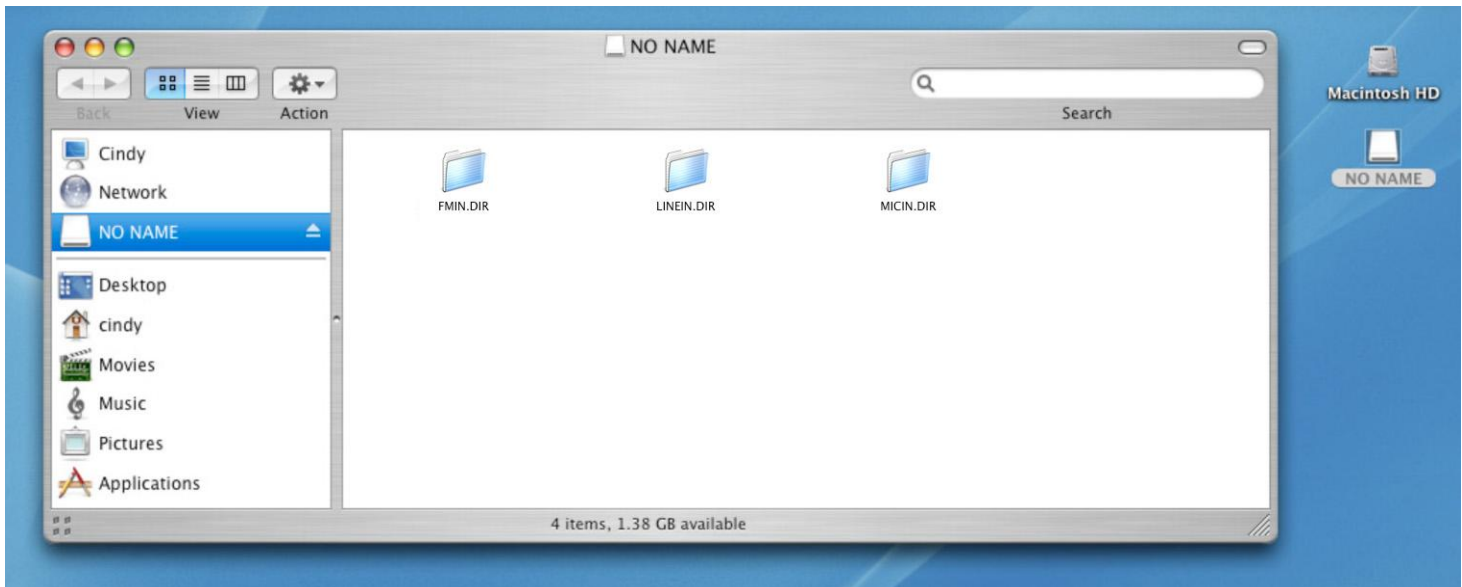 NO NAME
Back View Action Search
Macintosh HD
NO NAME
Cindy
Network
NO NAME
Desktop
cindy
Movies
Music
Pictures
Applications
FMIN.DIR LINEIN.DIR MICIN.DIR
4 items, 1.38 GB available